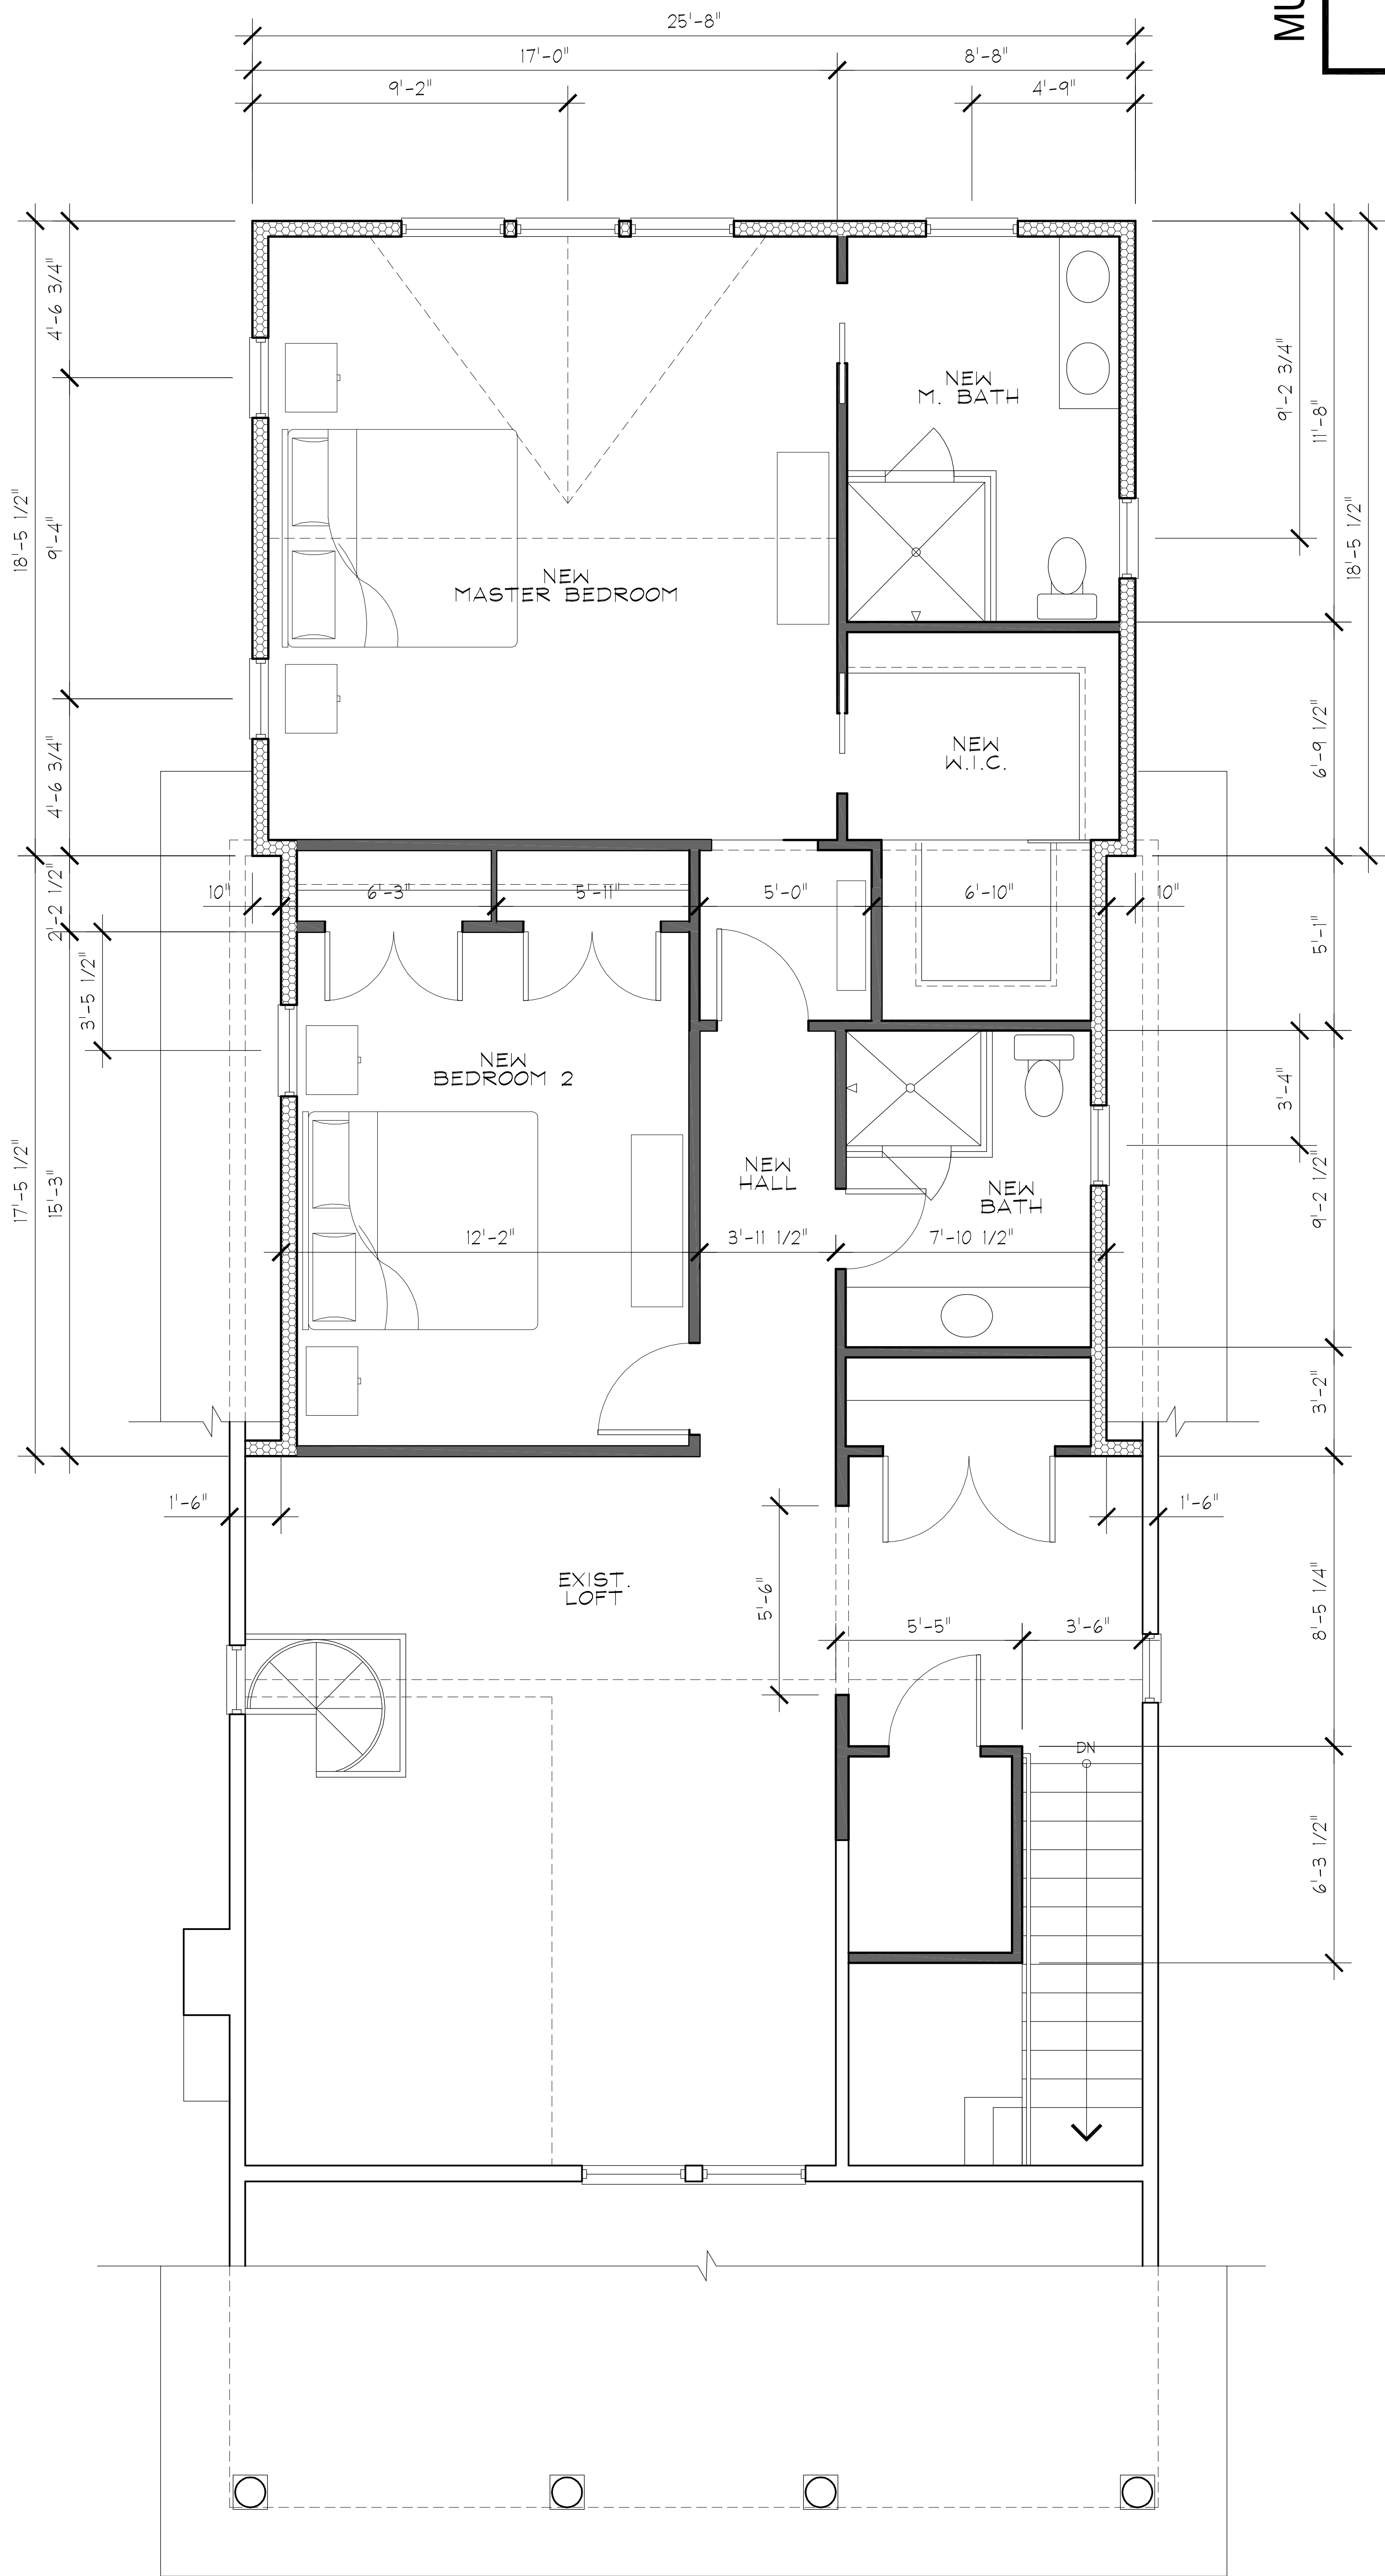 MU
25'-8"
17'-0"
8'-8"
9'-2"
4'-9"
4'-6 3/4"
9'-2 3/4"
11'-8"
NEW
M. BATH
18'-5 1/2"
9'-4"
18'-5 1/2"
NEW
MASTER BEDROOM
4'-6 3/4"
NEW
W.I.C.
6'-9 1/2"
2'-2 1/2"
10"
6'-3"
5'-11"
5'-0"
6'-10"
10"
5'-1"
3'-5 1/2"
NEW
BEDROOM 2
3'-4"
17'-5 1/2"
15'-3"
NEW
HALL
NEW
BATH
9'-2 1/2"
12'-2"
3'-11 1/2"
7'-10 1/2"
3'-2"
1'-6"
1'-6"
EXIST.
LOFT
5'-6"
5'-5"
3'-6"
8'-5 1/4"
DN
6'-3 1/2"